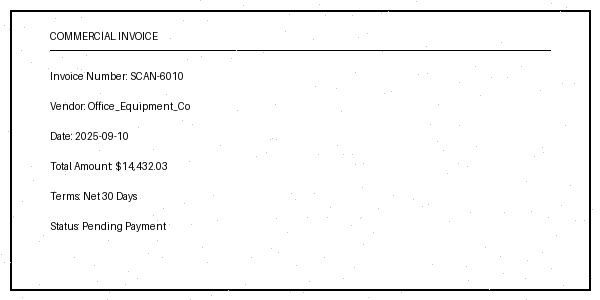 COMMERCIAL INVOICE
Invoice Number: SCAN-6010
Vendor: Office_Equipment_Co
Date: 2025-09-10
Total Amount: $14,432.03
Terms: Net 30 Days
Status: Pending Payment